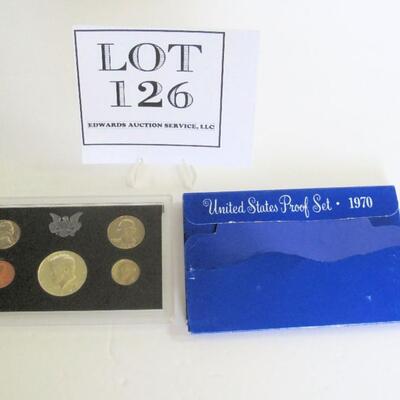 LOT
126
EDWARDS AUCTION SERVICE, LLC
United States Proof Set · 1970